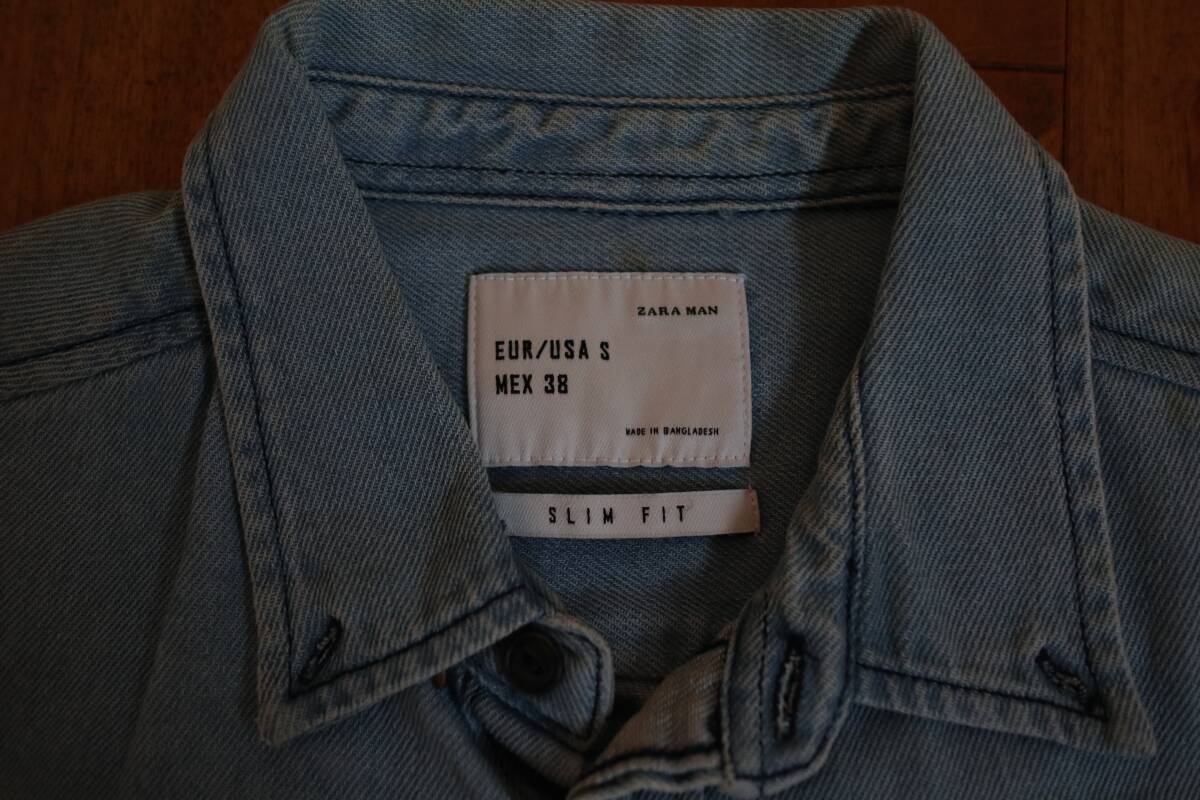 ZARA MAN
EUR/USA S
MEX 38
MADE IN BANGLADESH
SLIM FIT